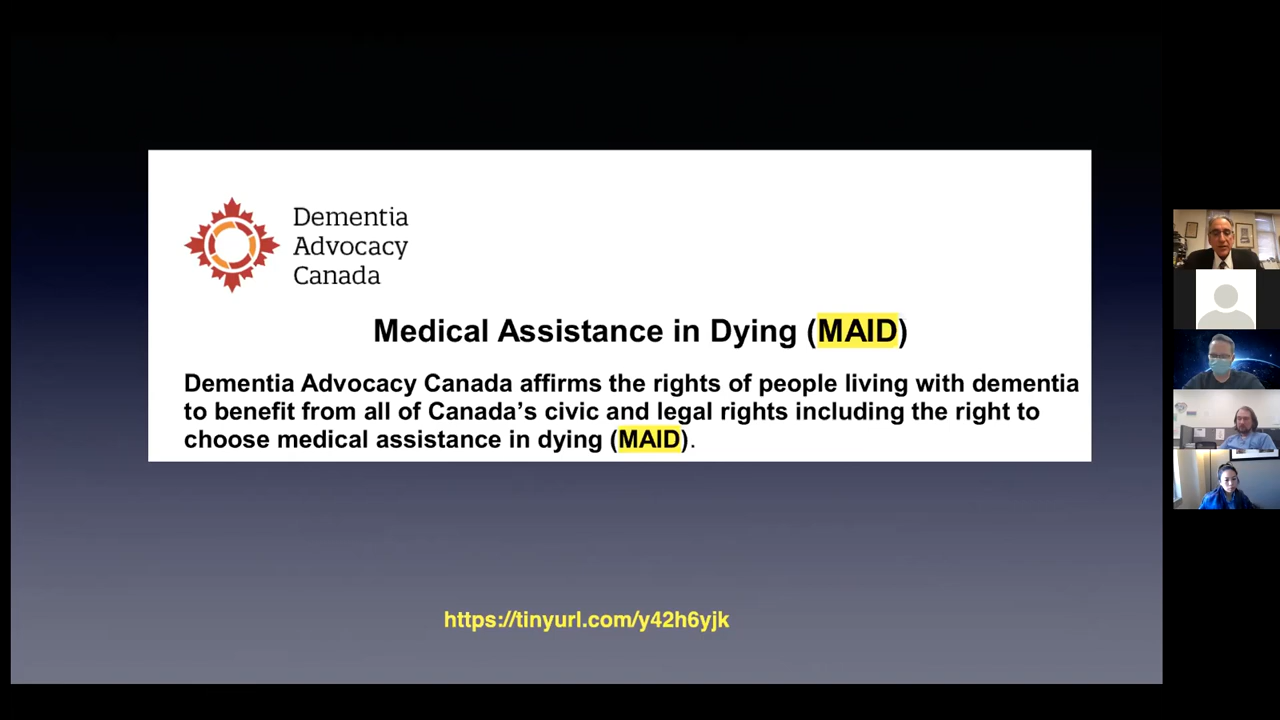 Dementia
Advocacy
Canada
Medical Assistance in Dying (MAID)
Dementia Advocacy Canada affirms the rights of people living with dementia
to benefit from all of Canada’s civic and legal rights including the right to
choose medical assistance in dying (MAID).
https://tinyurl.com/y42h6yjk